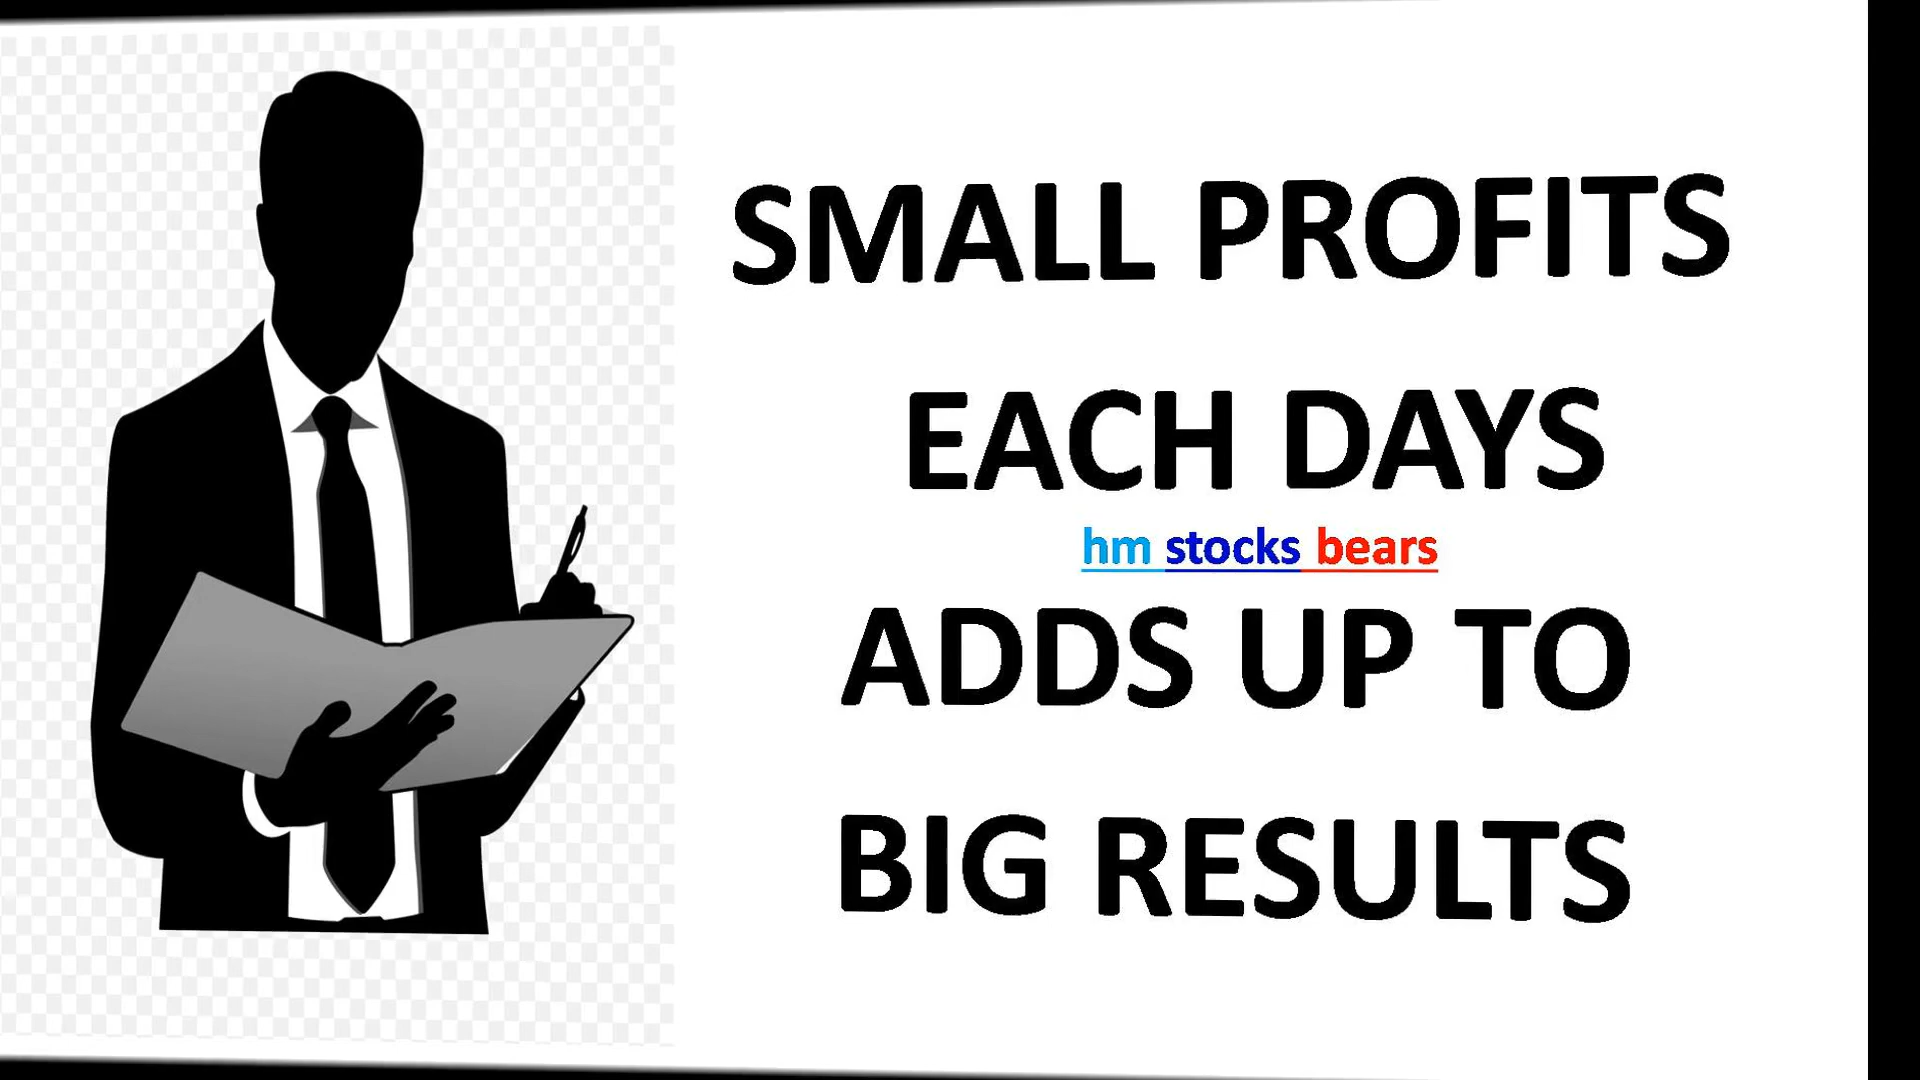 SMALL PROFITS
EACH DAYS
hm stocks bears
ADDS UP TO
BIG RESULTS